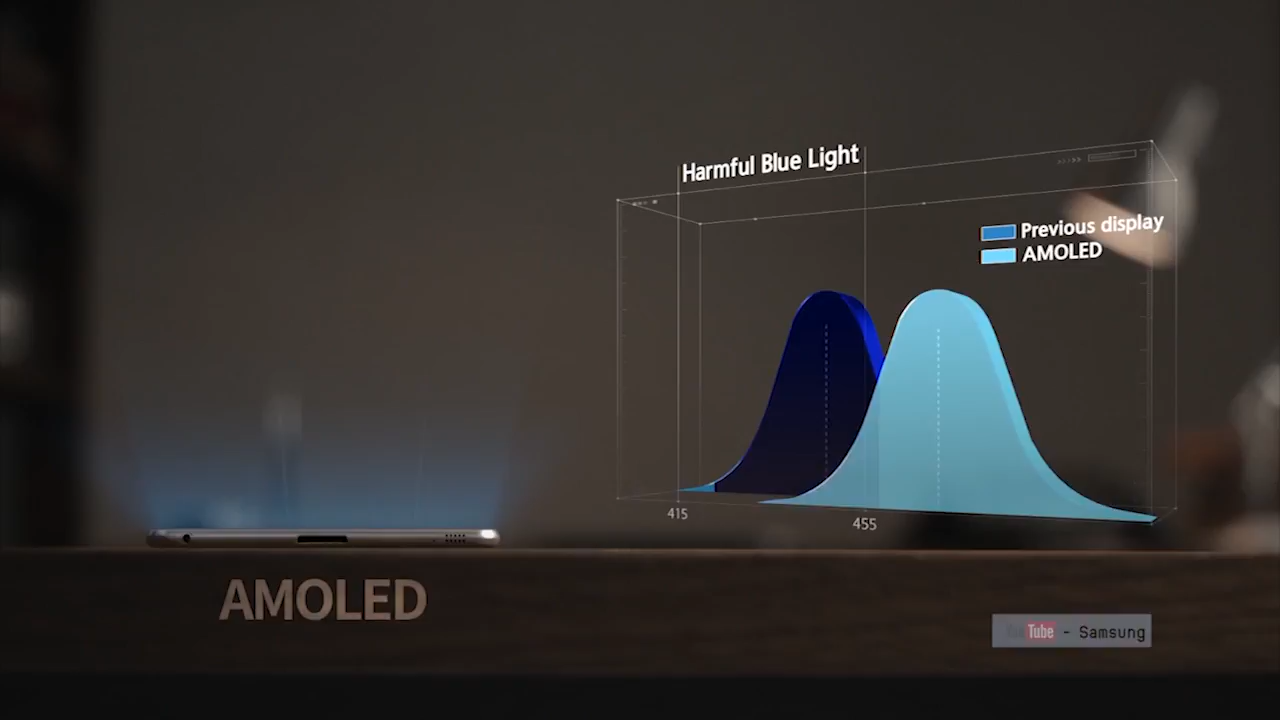 Harmful Blue Light
Previous display
AMOLED
415
455
AMOLED
YouTube - Samsung